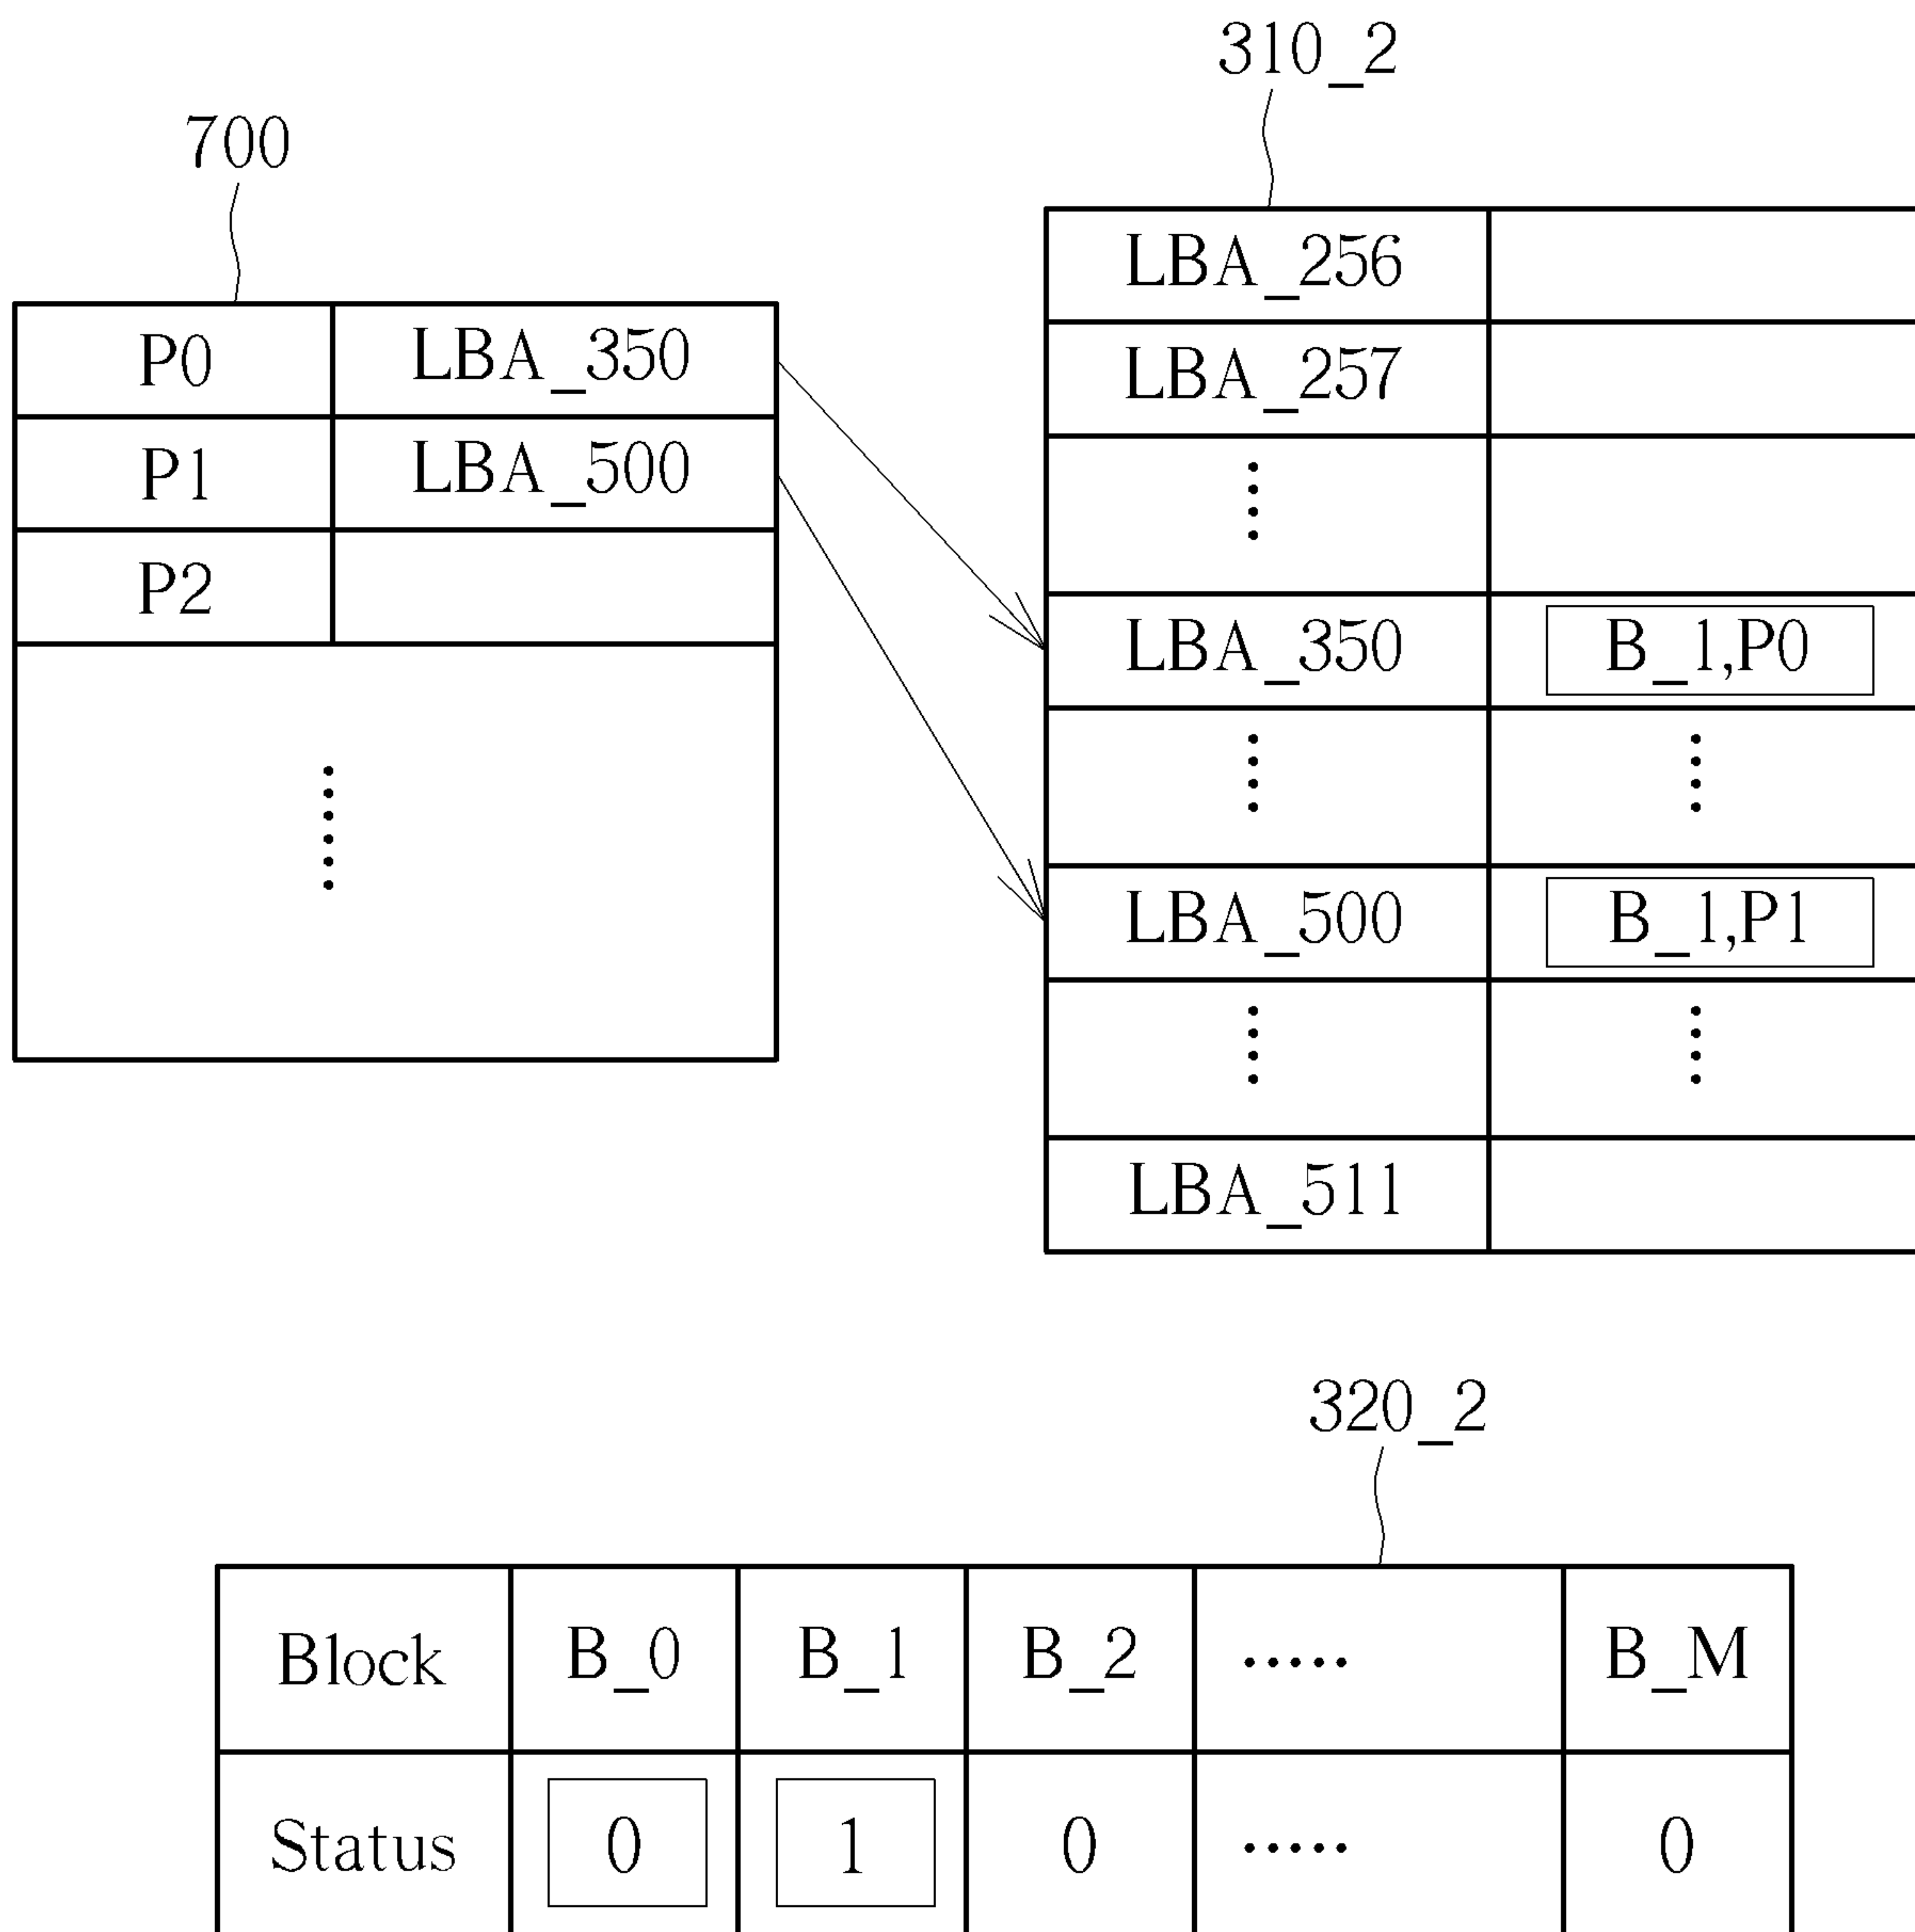 310_2
700
P0 LBA_350
P1 LBA_500
P2
LBA_256
LBA_257
LBA_350 B_1,P0
LBA_500 B_1,P1
LBA_511
320_2
Block B_0 B_1 B_2 ..... B_M
Status 0 1 0 ..... 0